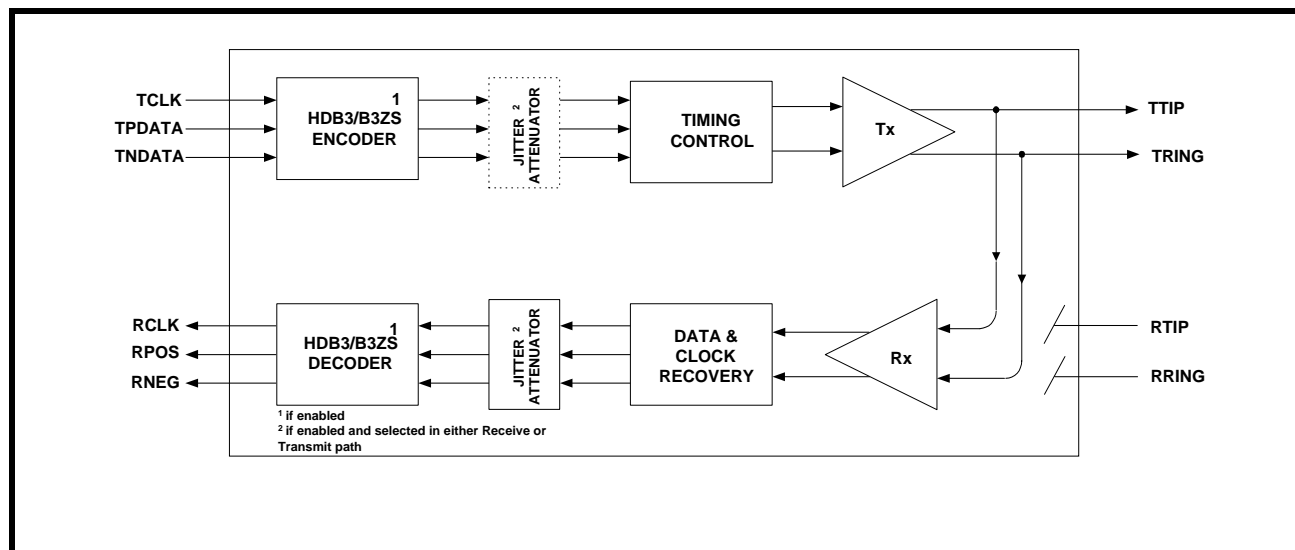 TCLK
TPDATA
TNDATA
1
HDB3/B3ZS
ENCODER
JITTER 2
ATTENUATOR
TIMING
CONTROL
Tx
TTIP
TRING
RCLK
RPOS
RNEG
1
HDB3/B3ZS
DECODER
JITTER 2
ATTENUATOR
DATA &
CLOCK
RECOVERY
Rx
RTIP
RRING
1 if enabled
2 if enabled and selected in either Receive or
Transmit path